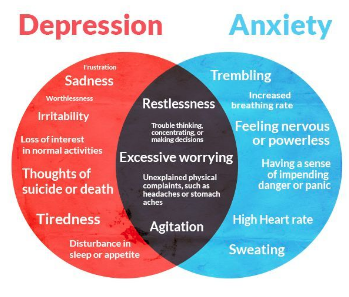 Depression
Anxiety
Frustration
Sadness
Worthlessness
Irritability
Loss of interest
in normal activities
Thoughts of
suicide or death
Tiredness
Disturbance in
sleep or appetite
Restlessness
Trouble thinking,
concentrating, or
making decisions
Excessive worrying
Unexplained physical
complaints, such as
headaches or stomach
aches
Agitation
Trembling
Increased
breathing rate
Feeling nervous
or powerless
Having a sense
of impending
danger or panic
High Heart rate
Sweating